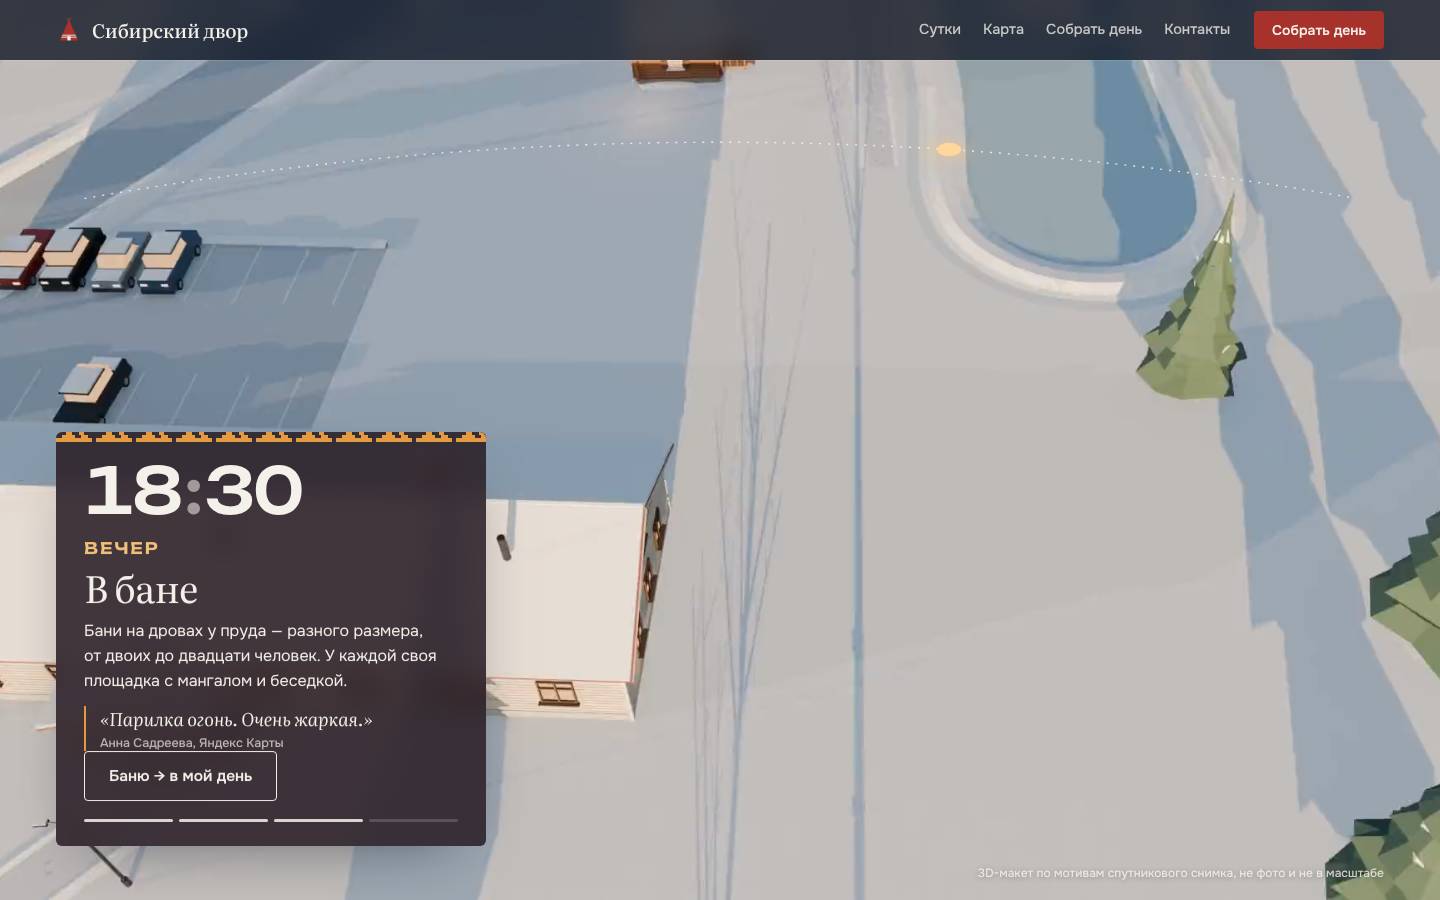 Сибирский двор
Сутки
Карта
Собрать день
Контакты
Собрать день
18:30
ВЕЧЕР
В бане
Бани на дровах у пруда — разного размера,
от двоих до двадцати человек. У каждой своя
площадка с мангалом и беседкой.
«Парилка огонь. Очень жаркая.»
Анна Садреева, Яндекс Карты
Баню → в мой день
3D-макет по мотивам спутникового снимка, не фото и не в масштабе